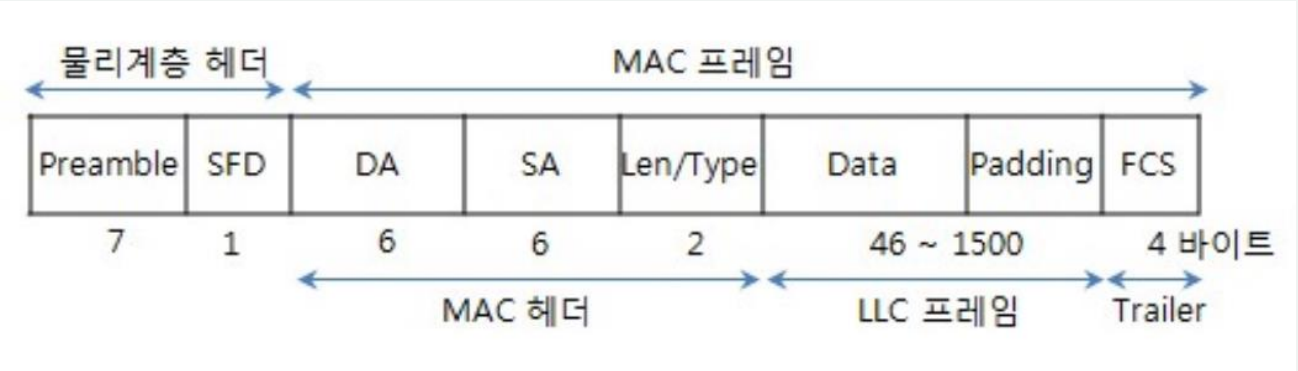 물리계층 헤더 MAC 프레임
Preamble SFD DA SA Len/Type Data Padding FCS
7 1 6 6 2 46 ~ 1500 4 바이트
MAC 헤더 LLC 프레임 Trailer